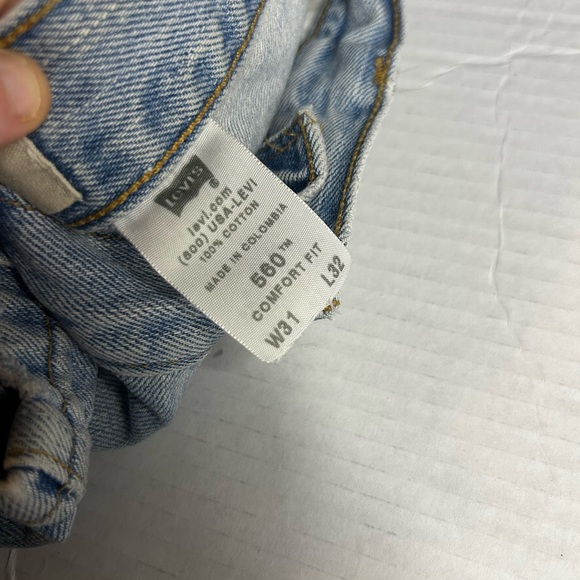 LEVI'S ®
levi.com
(800) USA-LEVI
100% COTTON
MADE IN COLOMBIA
560™
COMFORT FIT
W31 L32